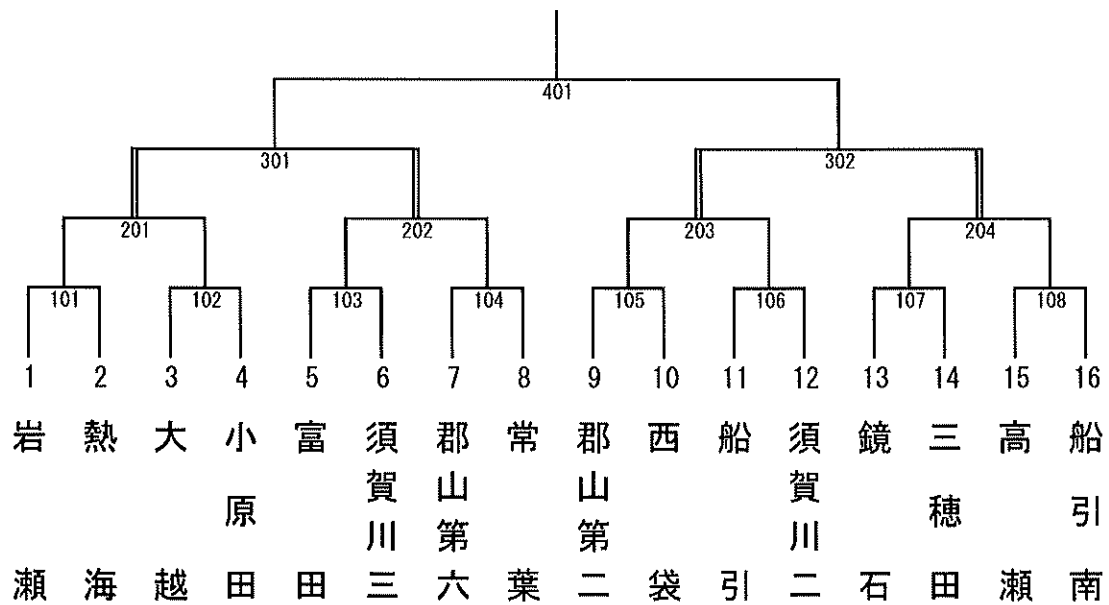 401
301 302
201 202 203 204
101 102 103 104 105 106 107 108
1 2 3 4 5 6 7 8 9 10 11 12 13 14 15 16
岩瀬
熱海
大越
小原田
富田
須賀川三
郡山第六
常葉
郡山第二
西袋
船引
須賀川二
鏡石
三穂田
高瀬
船引南